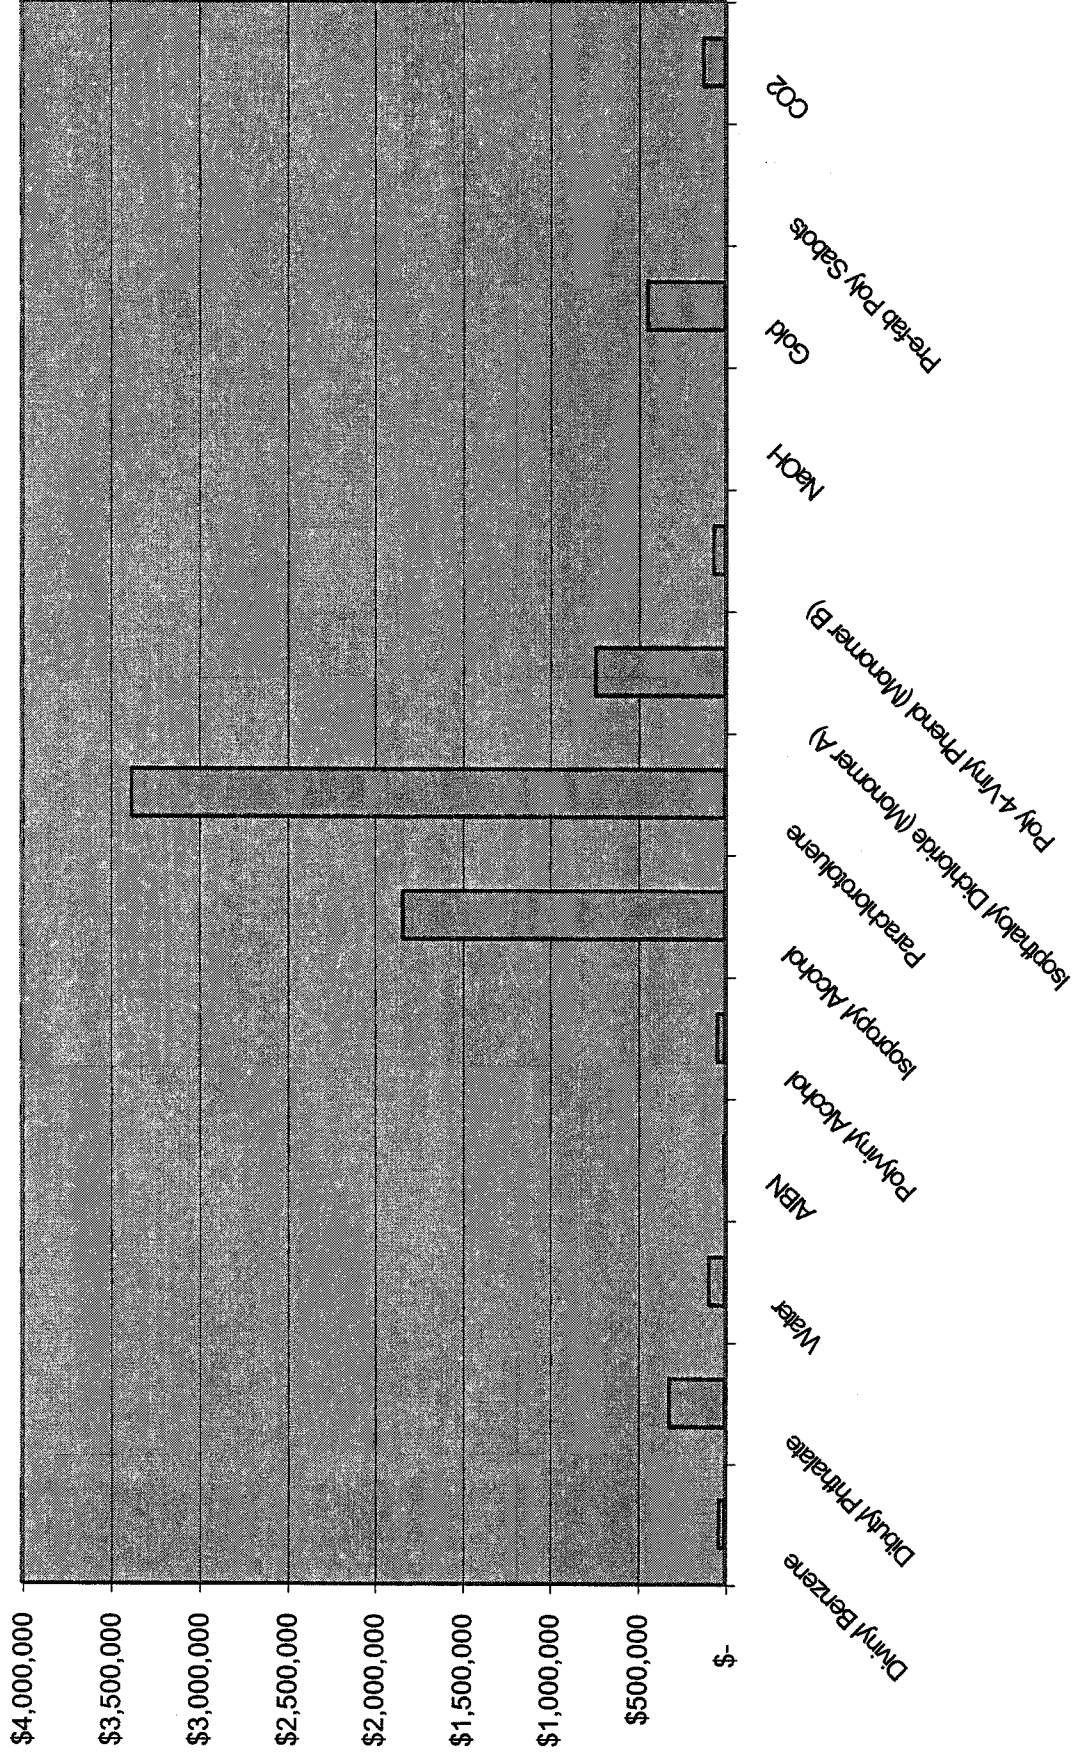 $4,000,000
$3,500,000
$3,000,000
$2,500,000
$2,000,000
$1,500,000
$1,000,000
$500,000
$-
Divinyl Benzene
Dibutyl Phthalate
Water
AIBN
Polyvinyl Alcohol
Isopropyl Alcohol
Parachlorotoluene
Isopthaloyl Dichloride (Monomer A)
Poly 4-Vinyl Phenol (Monomer B)
NaOH
Gold
Pre-fab Poly Sabots
CO2